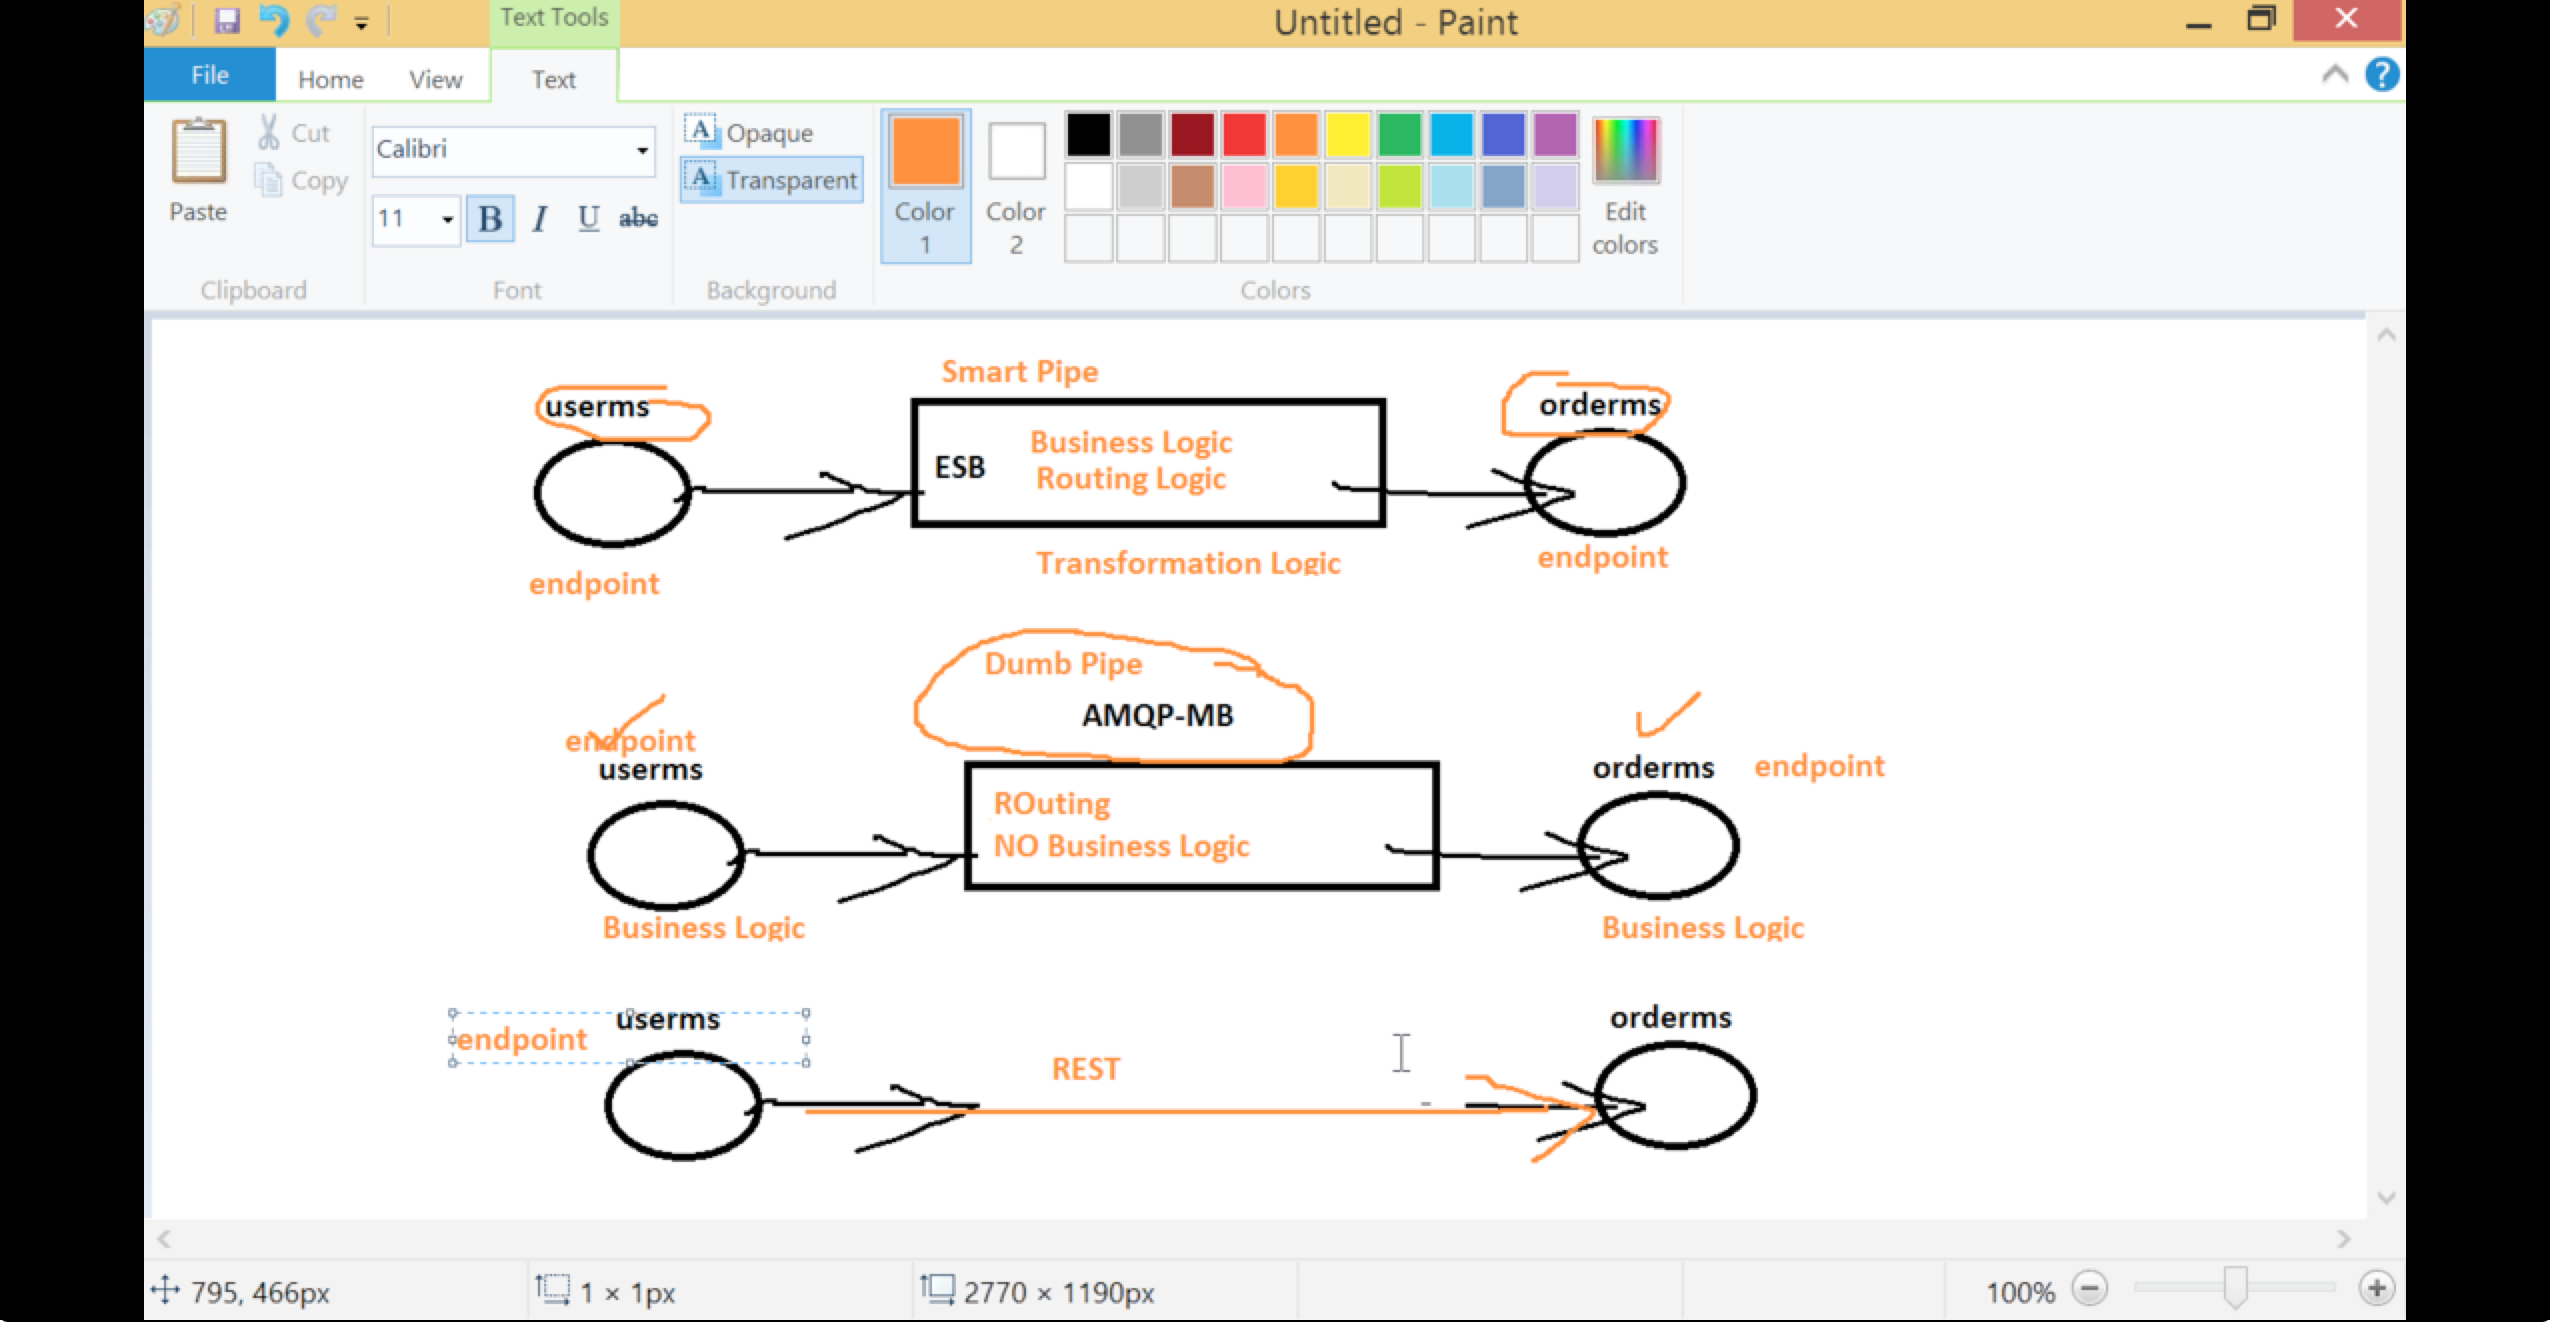 Text Tools
Untitled - Paint
File
Home
View
Text
Paste
Cut
Copy
Clipboard
Calibri
11
B
I
U
abc
Font
A Opaque
A Transparent
Background
Color
1
Color
2
Edit
colors
Colors
?
Smart Pipe
userms
orderms
ESB
Business Logic
Routing Logic
Transformation Logic
endpoint
endpoint
Dumb Pipe
AMQP-MB
endpoint
userms
orderms
endpoint
ROuting
NO Business Logic
Business Logic
Business Logic
userms
endpoint
orderms
REST
795, 466px
1 × 1px
2770 × 1190px
100%